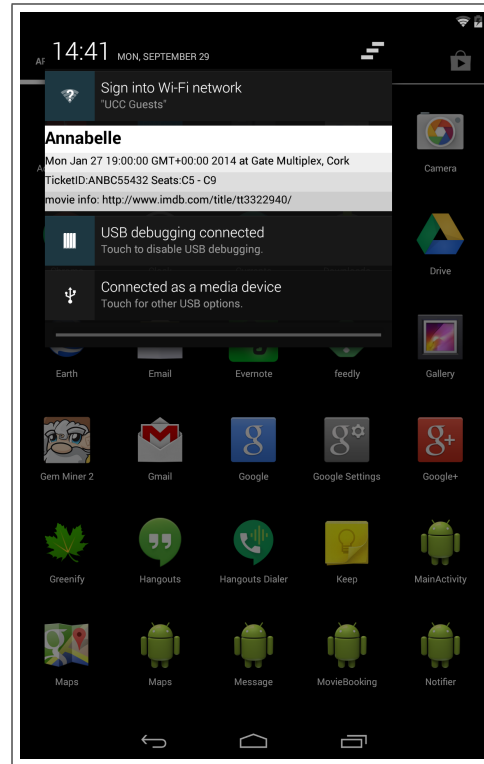 14:41 MON, SEPTEMBER 29
Sign into Wi-Fi network
"UCC Guests"
Annabelle
Mon Jan 27 19:00:00 GMT+00:00 2014 at Gate Multiplex, Cork
TicketID:ANBC55432 Seats:C5 - C9
movie info: http://www.imdb.com/title/tt3322940/
USB debugging connected
Touch to disable USB debugging.
Connected as a media device
Touch for other USB options.
Camera
Drive
Earth Email Evernote feedly Gallery
Gem Miner 2 Gmail Google Google Settings Google+
Greenify Hangouts Hangouts Dialer Keep MainActivity
Maps Maps Message MovieBooking Notifier